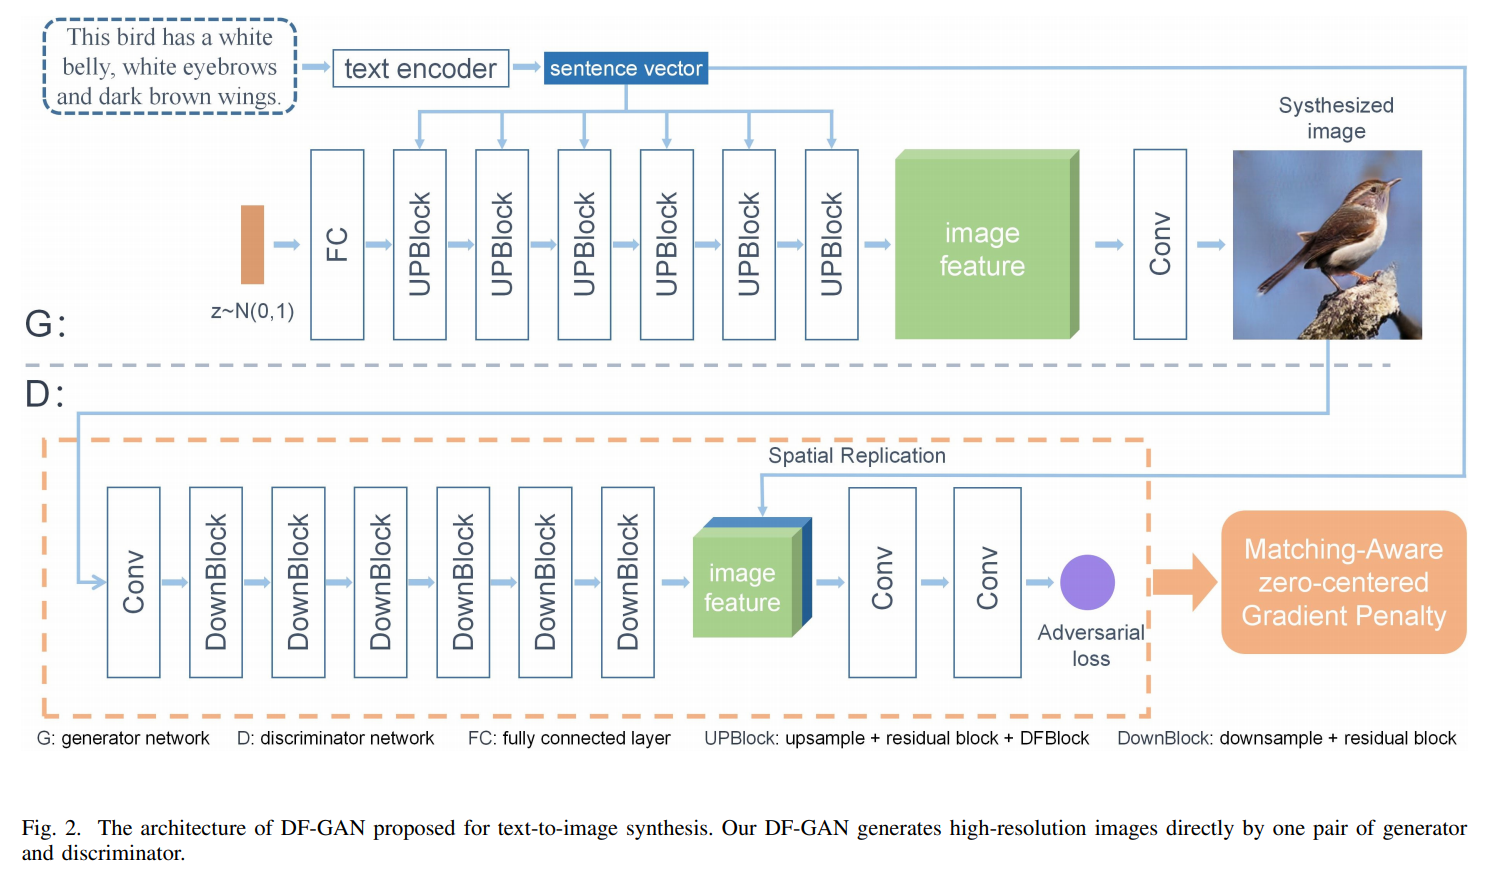 This bird has a white
belly, white eyebrows
and dark brown wings.
text encoder
sentence vector
Systhesized
image
z~N(0,1)
FC
UPBlock
UPBlock
UPBlock
UPBlock
UPBlock
UPBlock
image
feature
Conv
G:
D:
Spatial Replication
Conv
DownBlock
DownBlock
DownBlock
DownBlock
DownBlock
DownBlock
image
feature
Conv
Conv
Adversarial
loss
Matching-Aware
zero-centered
Gradient Penalty
G: generator network D: discriminator network FC: fully connected layer UPBlock: upsample + residual block + DFBlock DownBlock: downsample + residual block
Fig. 2. The architecture of DF-GAN proposed for text-to-image synthesis. Our DF-GAN generates high-resolution images directly by one pair of generator
and discriminator.